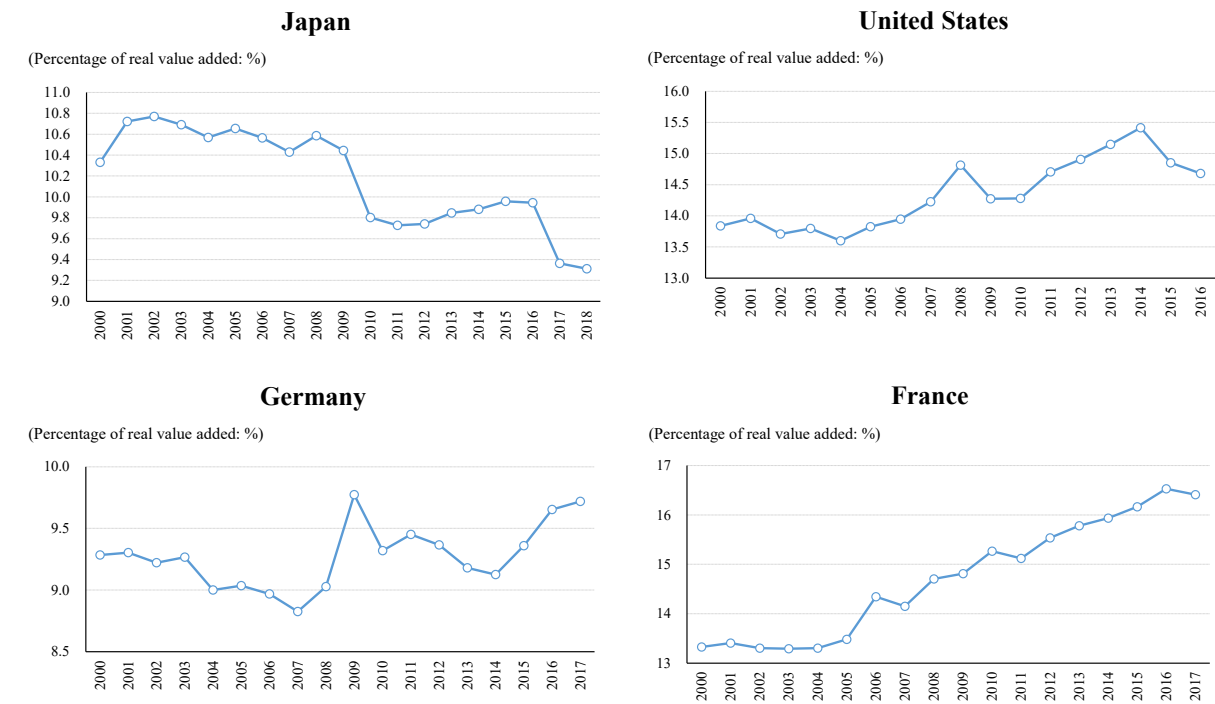 Japan
(Percentage of real value added: %)
11.0
10.8
10.6
10.4
10.2
10.0
9.8
9.6
9.4
9.2
9.0
2000 2001 2002 2003 2004 2005 2006 2007 2008 2009 2010 2011 2012 2013 2014 2015 2016 2017 2018
United States
(Percentage of real value added: %)
16.0
15.5
15.0
14.5
14.0
13.5
13.0
2000 2001 2002 2003 2004 2005 2006 2007 2008 2009 2010 2011 2012 2013 2014 2015 2016
Germany
(Percentage of real value added: %)
10.0
9.5
9.0
8.5
2000 2001 2002 2003 2004 2005 2006 2007 2008 2009 2010 2011 2012 2013 2014 2015 2016 2017
France
(Percentage of real value added: %)
17
16
15
14
13
2000 2001 2002 2003 2004 2005 2006 2007 2008 2009 2010 2011 2012 2013 2014 2015 2016 2017